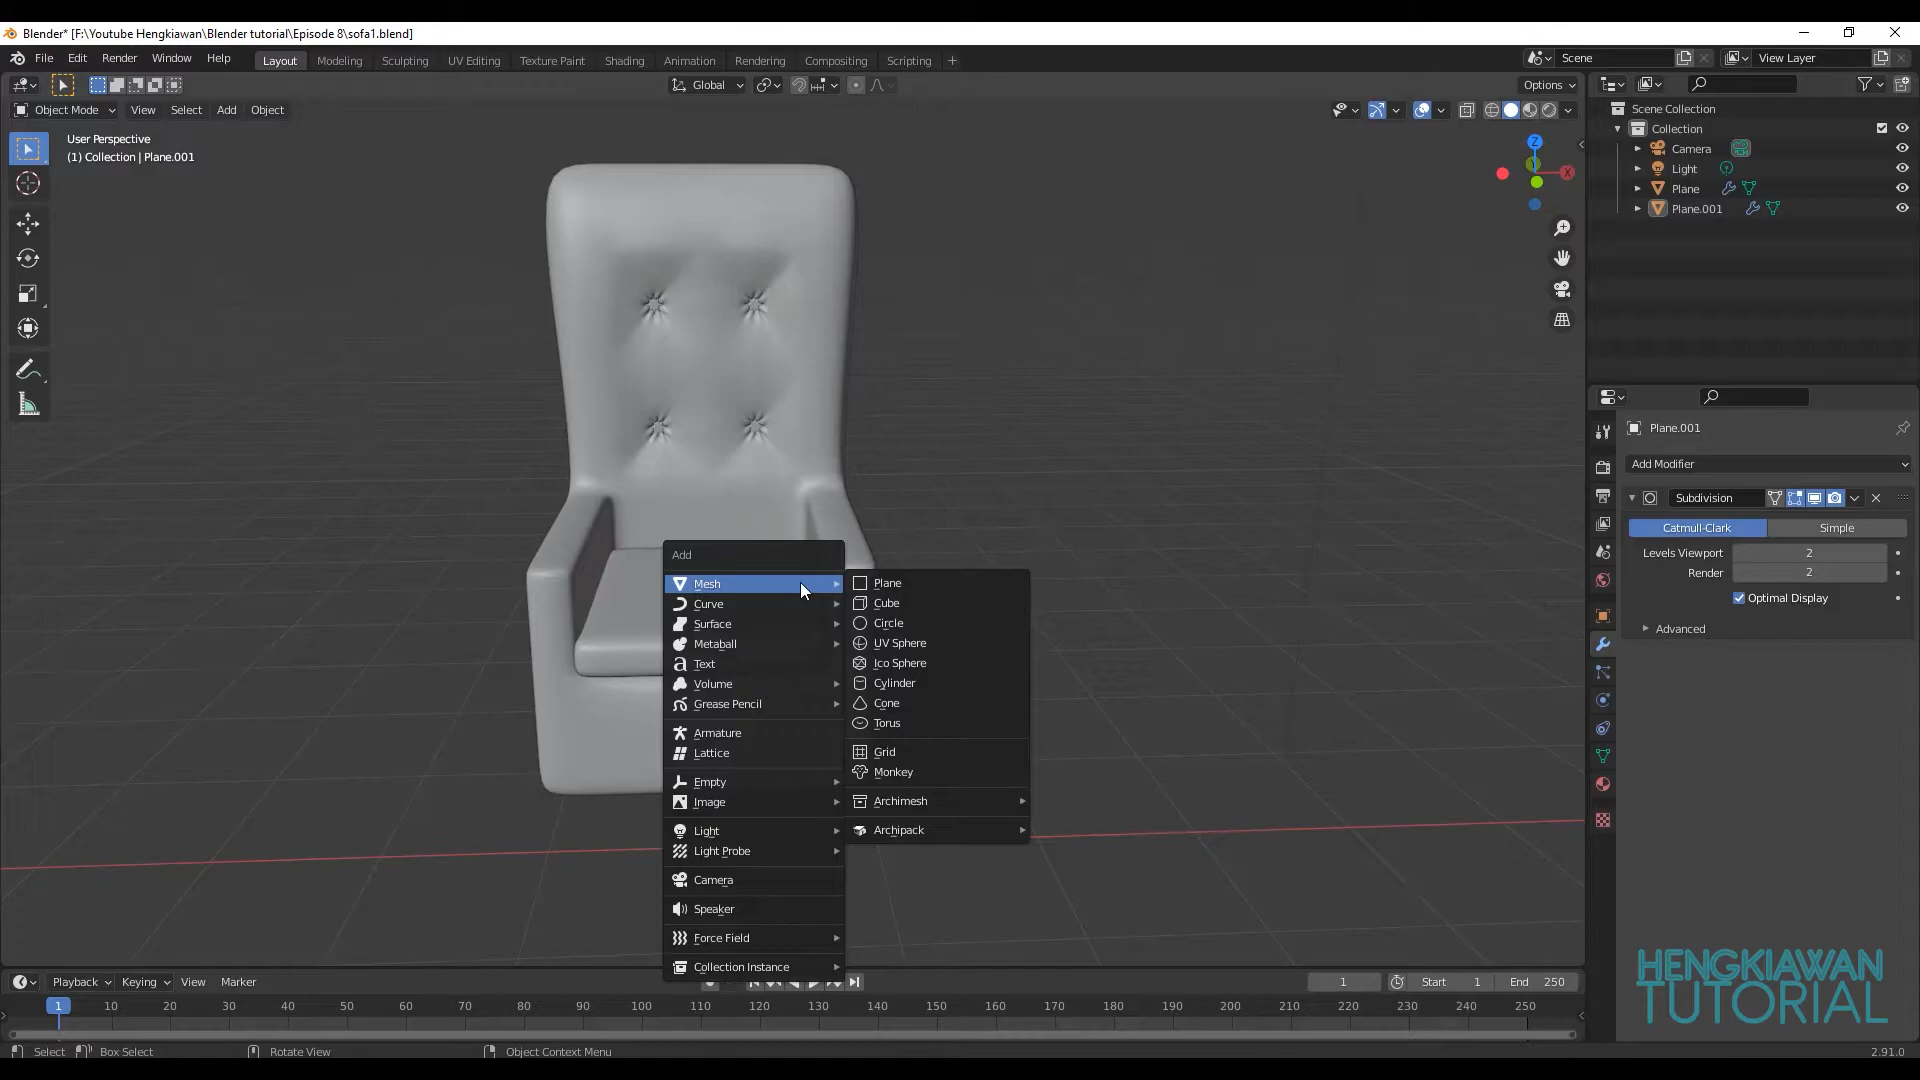 Blender* [F:\Youtube Hengkiawan\Blender tutorial\Episode 8\sofa1.blend]
File Edit Render Window Help
Layout Modeling Sculpting UV Editing Texture Paint Shading Animation Rendering Compositing Scripting +
Scene
View Layer
Global
Options
Object Mode View Select Add Object
User Perspective
(1) Collection | Plane.001
Z
X
Scene Collection
Collection
Camera
Light
Plane
Plane.001
Plane.001
Add Modifier
Subdivision
Catmull-Clark Simple
Levels Viewport 2
Render 2
Optimal Display
Advanced
Add
Mesh
Curve
Surface
Metaball
Text
Volume
Grease Pencil
Armature
Lattice
Empty
Image
Light
Light Probe
Camera
Speaker
Force Field
Collection Instance
Plane
Cube
Circle
UV Sphere
Ico Sphere
Cylinder
Cone
Torus
Grid
Monkey
Archimesh
Archipack
Playback Keying View Marker
1 Start 1 End 250
1 10 20 30 40 50 60 70 80 90 100 110 120 130 140 150 160 170 180 190 200 210 220 230 240 250
Select Box Select Rotate View Object Context Menu
2.91.0
HENGKIAWAN
TUTORIAL